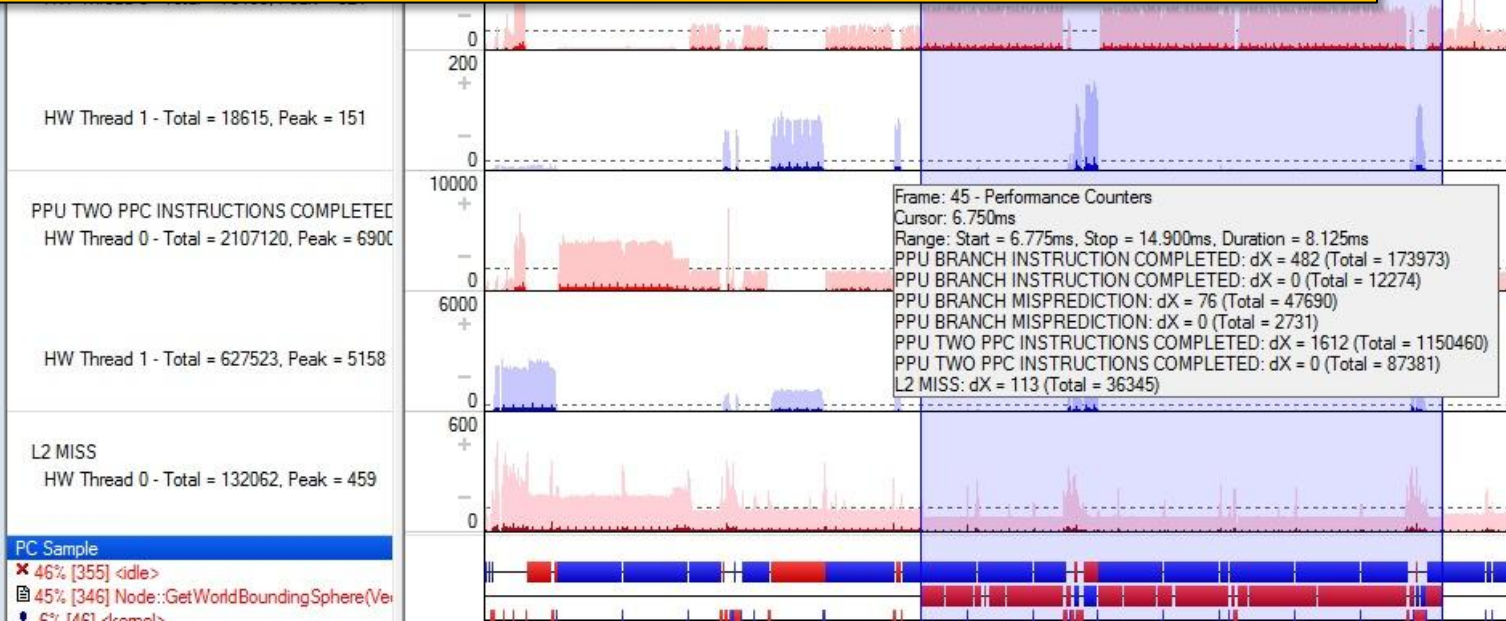 0
200
HW Thread 1 - Total = 18615, Peak = 151
0
10000
PPU TWO PPC INSTRUCTIONS COMPLETED
HW Thread 0 - Total = 2107120, Peak = 6900
0
6000
HW Thread 1 - Total = 627523, Peak = 5158
0
600
L2 MISS
HW Thread 0 - Total = 132062, Peak = 459
0
Frame: 45 - Performance Counters
Cursor: 6.750ms
Range: Start = 6.775ms, Stop = 14.900ms, Duration = 8.125ms
PPU BRANCH INSTRUCTION COMPLETED: dX = 482 (Total = 173973)
PPU BRANCH INSTRUCTION COMPLETED: dX = 0 (Total = 12274)
PPU BRANCH MISPREDICTION: dX = 76 (Total = 47690)
PPU BRANCH MISPREDICTION: dX = 0 (Total = 2731)
PPU TWO PPC INSTRUCTIONS COMPLETED: dX = 1612 (Total = 1150460)
PPU TWO PPC INSTRUCTIONS COMPLETED: dX = 0 (Total = 87381)
L2 MISS: dX = 113 (Total = 36345)
PC Sample
46% [355] <idle>
45% [346] Node::GetWorldBoundingSphere(Vec
6% [46] <kernel>